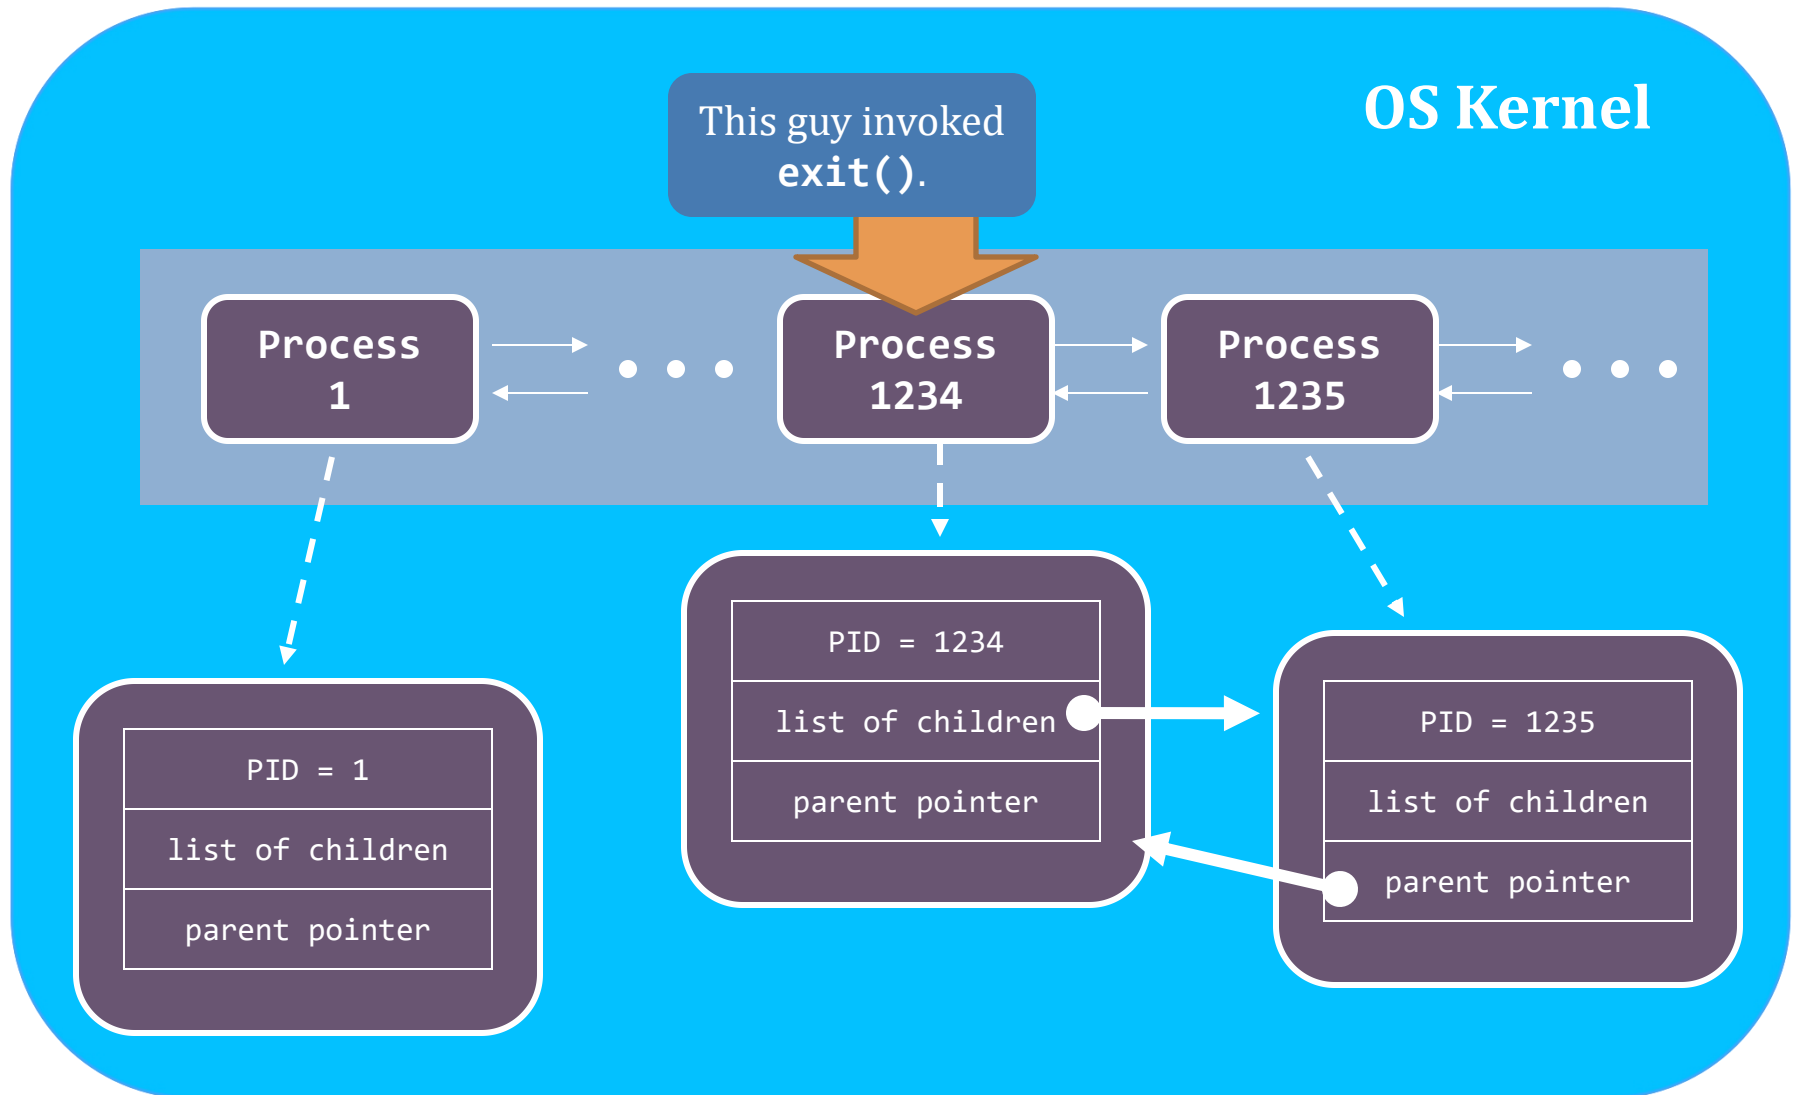 OS Kernel
This guy invoked
exit().
Process
1
Process
1234
Process
1235
PID = 1
list of children
parent pointer
PID = 1234
list of children
parent pointer
PID = 1235
list of children
parent pointer